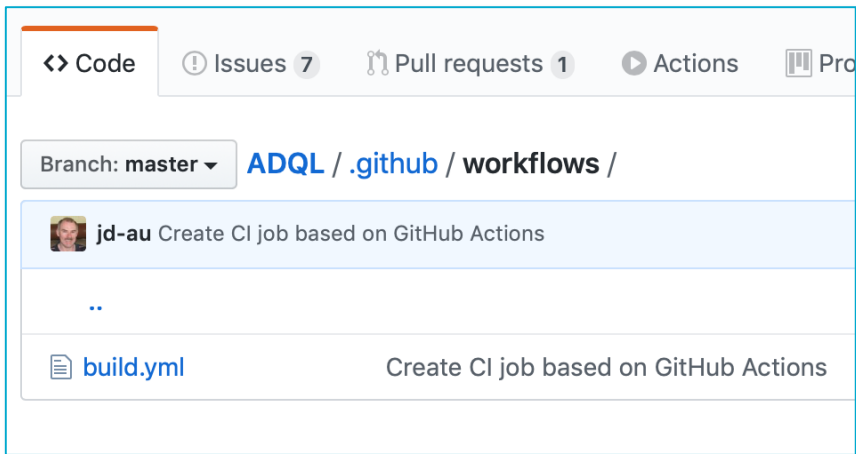 <> Code Issues 7 Pull requests 1 Actions Pro
Branch: master ADQL / .github / workflows /
jd-au Create CI job based on GitHub Actions
..
build.yml Create CI job based on GitHub Actions